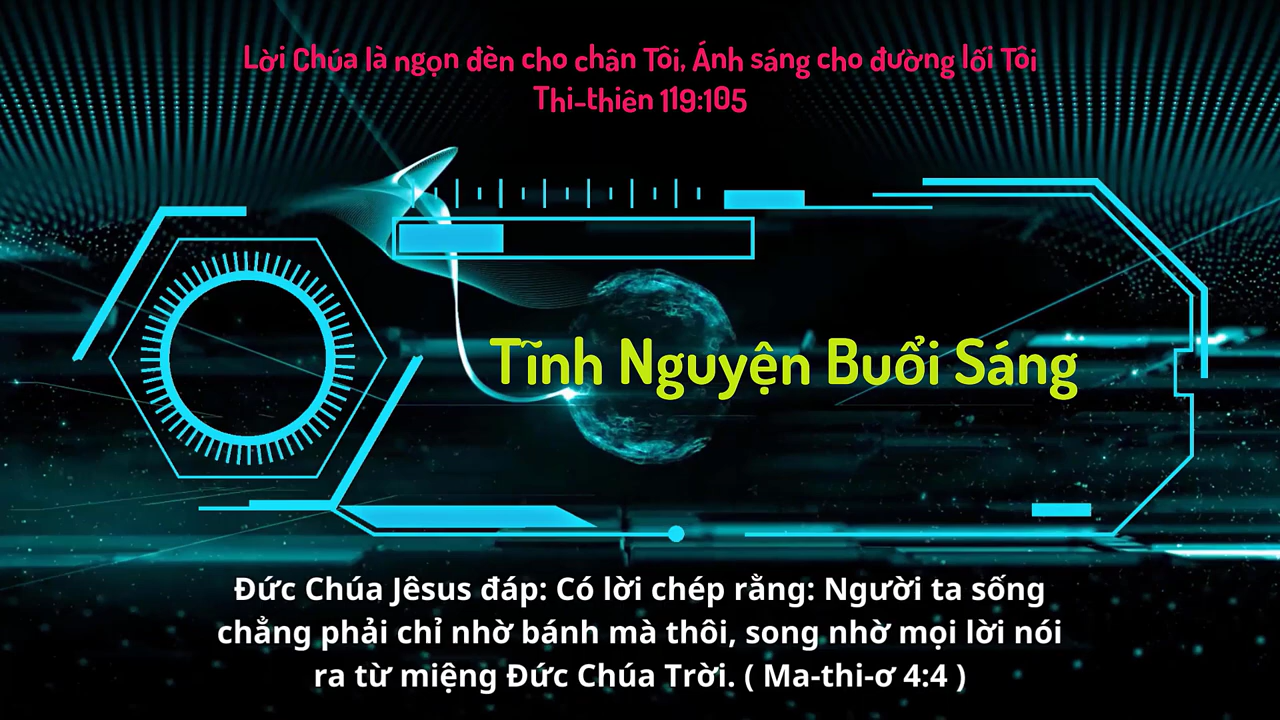 Lời Chúa là ngọn đèn cho chân Tôi, Ánh sáng cho đường lối Tôi
Thi-thiên 119:105
Tĩnh Nguyện Buổi Sáng
Đức Chúa Jêsus đáp: Có lời chép rằng: Người ta sống
chẳng phải chỉ nhờ bánh mà thôi, song nhờ mọi lời nói
ra từ miệng Đức Chúa Trời. ( Ma-thi-ơ 4:4 )